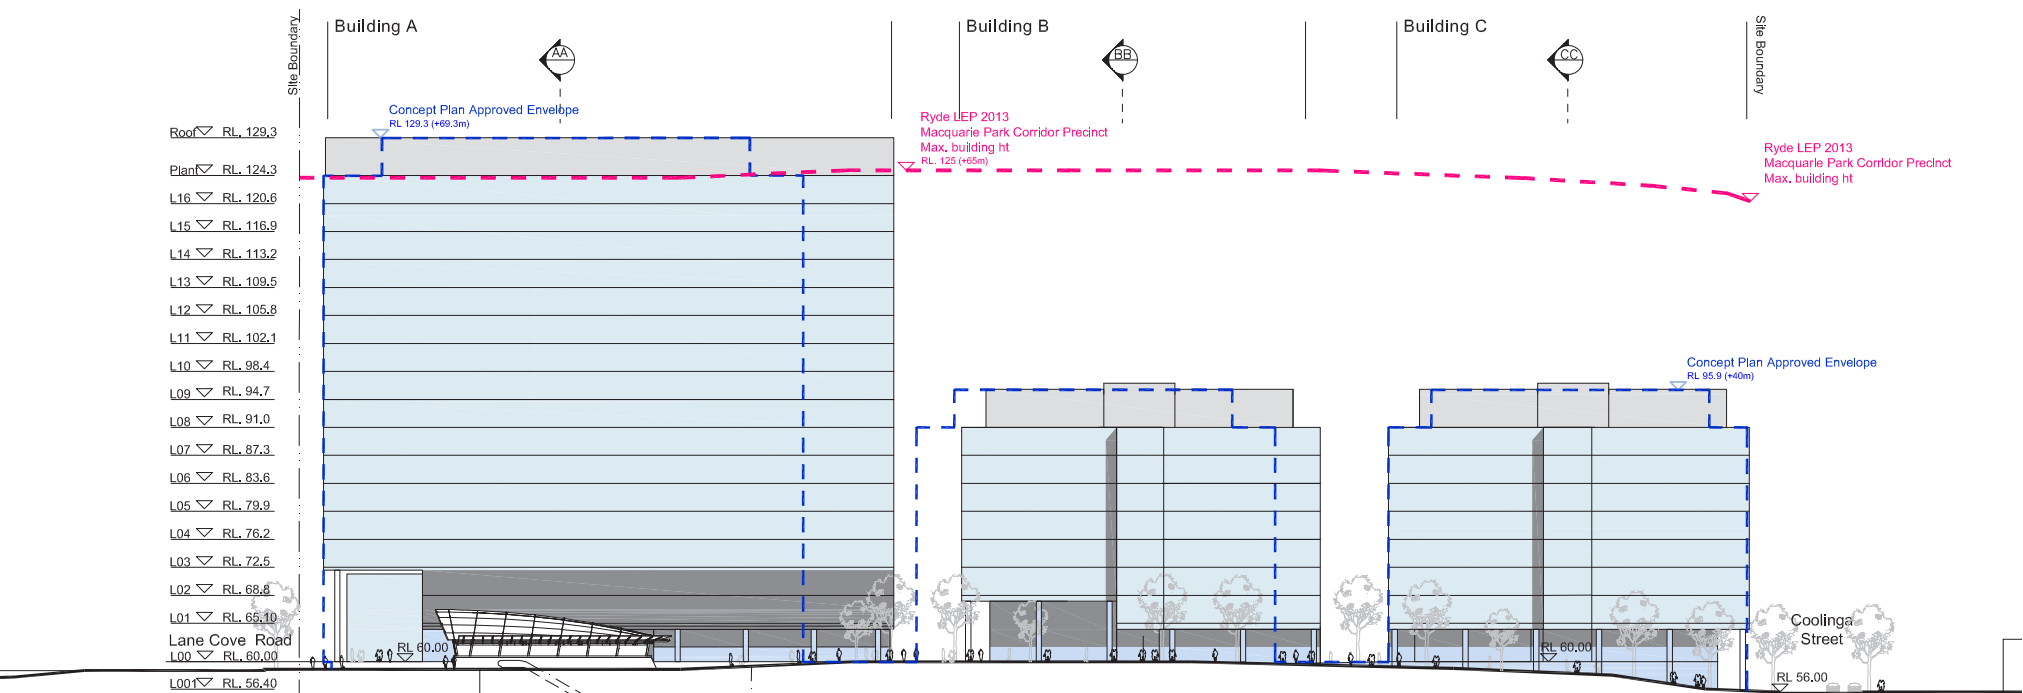 Building A
Building B
Building C
Site Boundary
Site Boundary
AA
BB
CC
Concept Plan Approved Envelope
RL 129.3 (+69.3m)
Ryde LEP 2013
Macquarie Park Corridor Precinct
Max. building ht
RL. 125 (+65m)
Ryde LEP 2013
Macquarie Park Corridor Precinct
Max. building ht
Concept Plan Approved Envelope
RL 95.9 (+40m)
Roof RL. 129.3
Plant RL. 124.3
L16 RL. 120.6
L15 RL. 116.9
L14 RL. 113.2
L13 RL. 109.5
L12 RL. 105.8
L11 RL. 102.1
L10 RL. 98.4
L09 RL. 94.7
L08 RL. 91.0
L07 RL. 87.3
L06 RL. 83.6
L05 RL. 79.9
L04 RL. 76.2
L03 RL. 72.5
L02 RL. 68.8
L01 RL. 65.10
Lane Cove Road
L00 RL. 60.00
L001 RL. 56.40
RL 60.00
RL 60.00
Coolinga
Street
RL 56.00